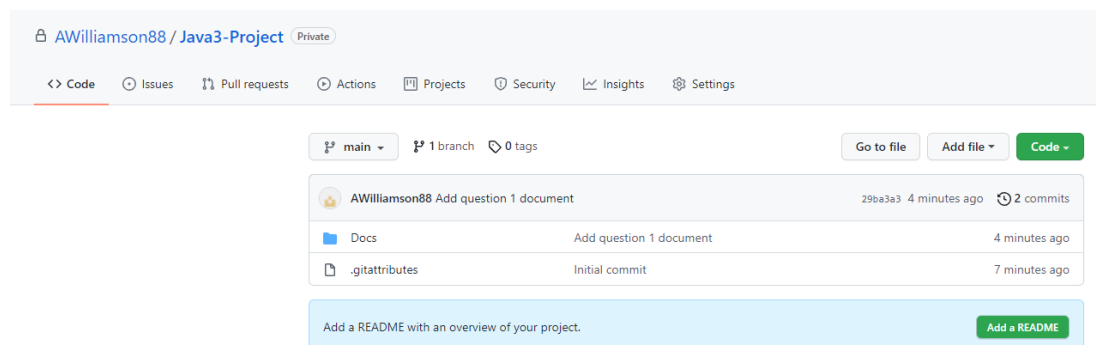 AWilliamson88 / Java3-Project Private
<> Code Issues Pull requests Actions Projects Security Insights Settings
main 1 branch 0 tags Go to file Add file Code
AWilliamson88 Add question 1 document 29ba3a3 4 minutes ago 2 commits
Docs Add question 1 document 4 minutes ago
.gitattributes Initial commit 7 minutes ago
Add a README with an overview of your project. Add a README